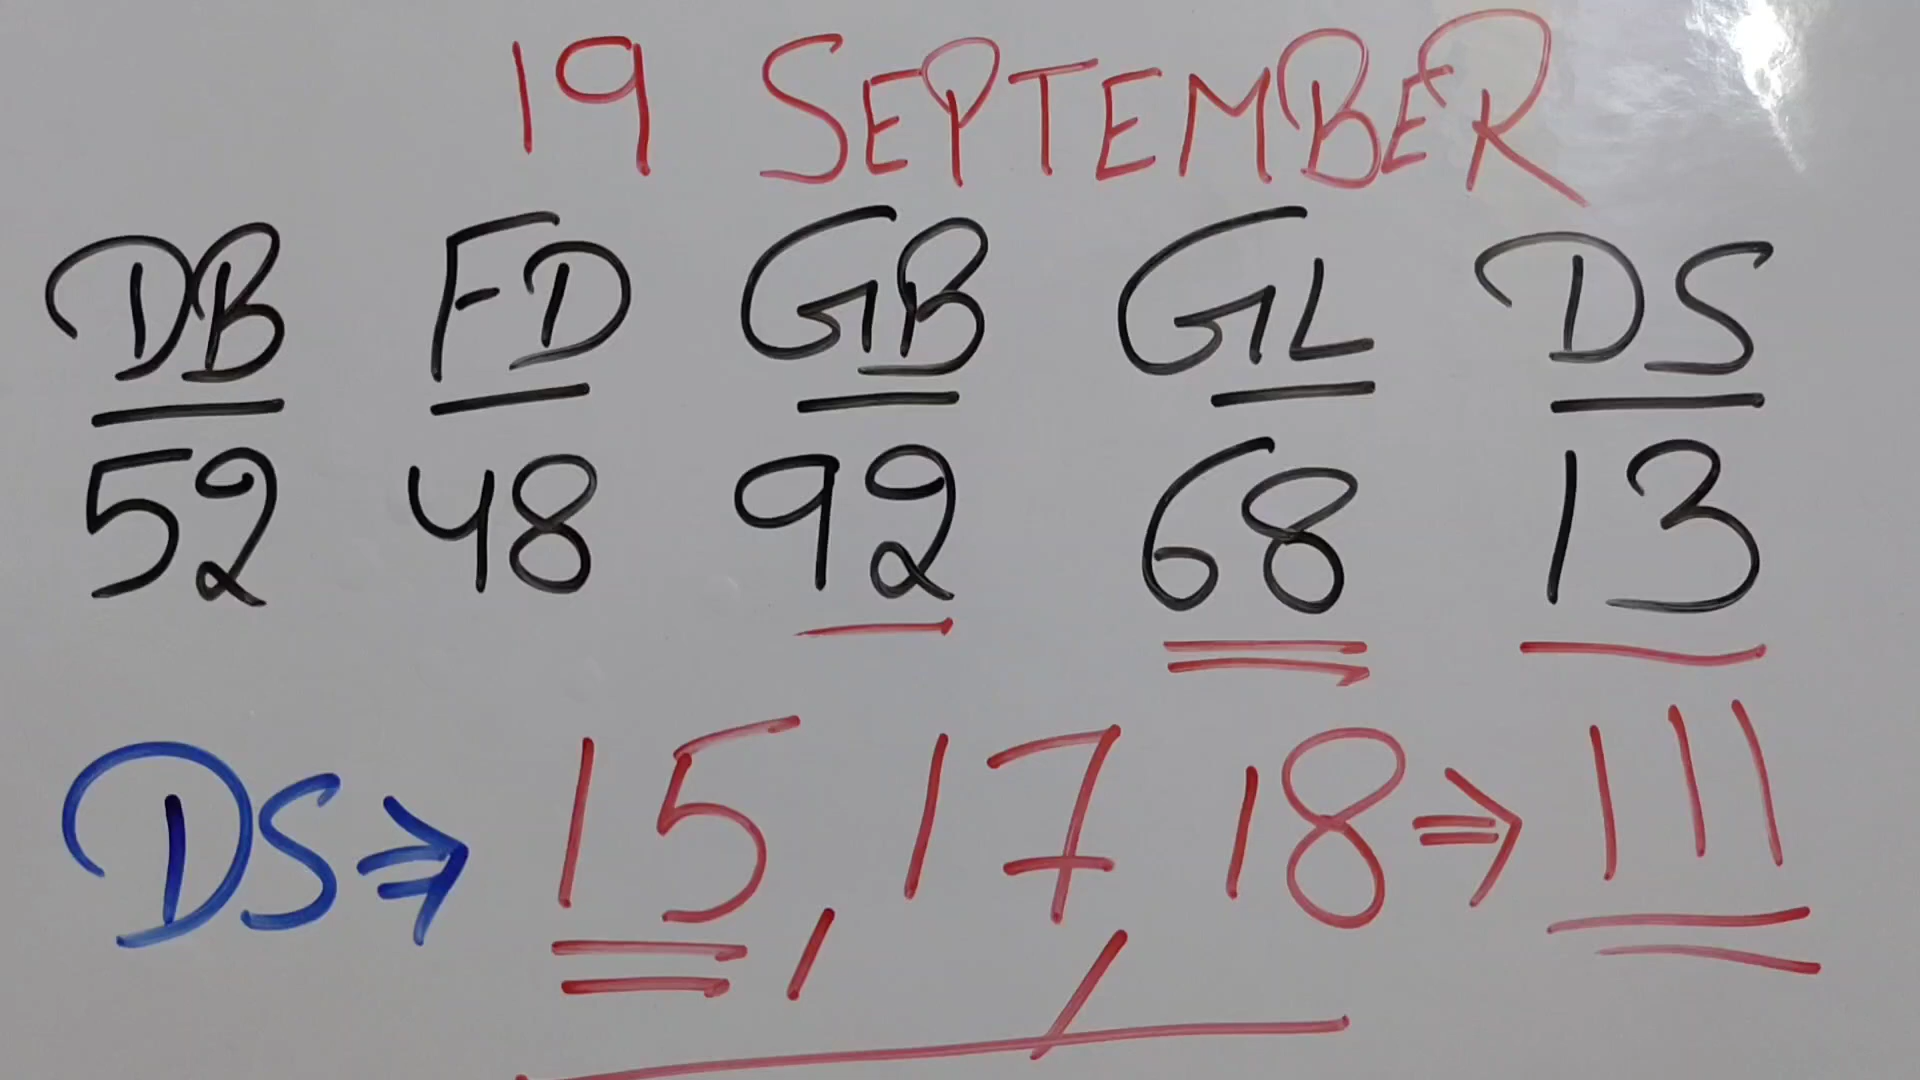 19 SEPTEMBER
DB FD GB GL DS
52 48 92 68 13
DS ⇒ 15, 17, 18 ⇒ 111